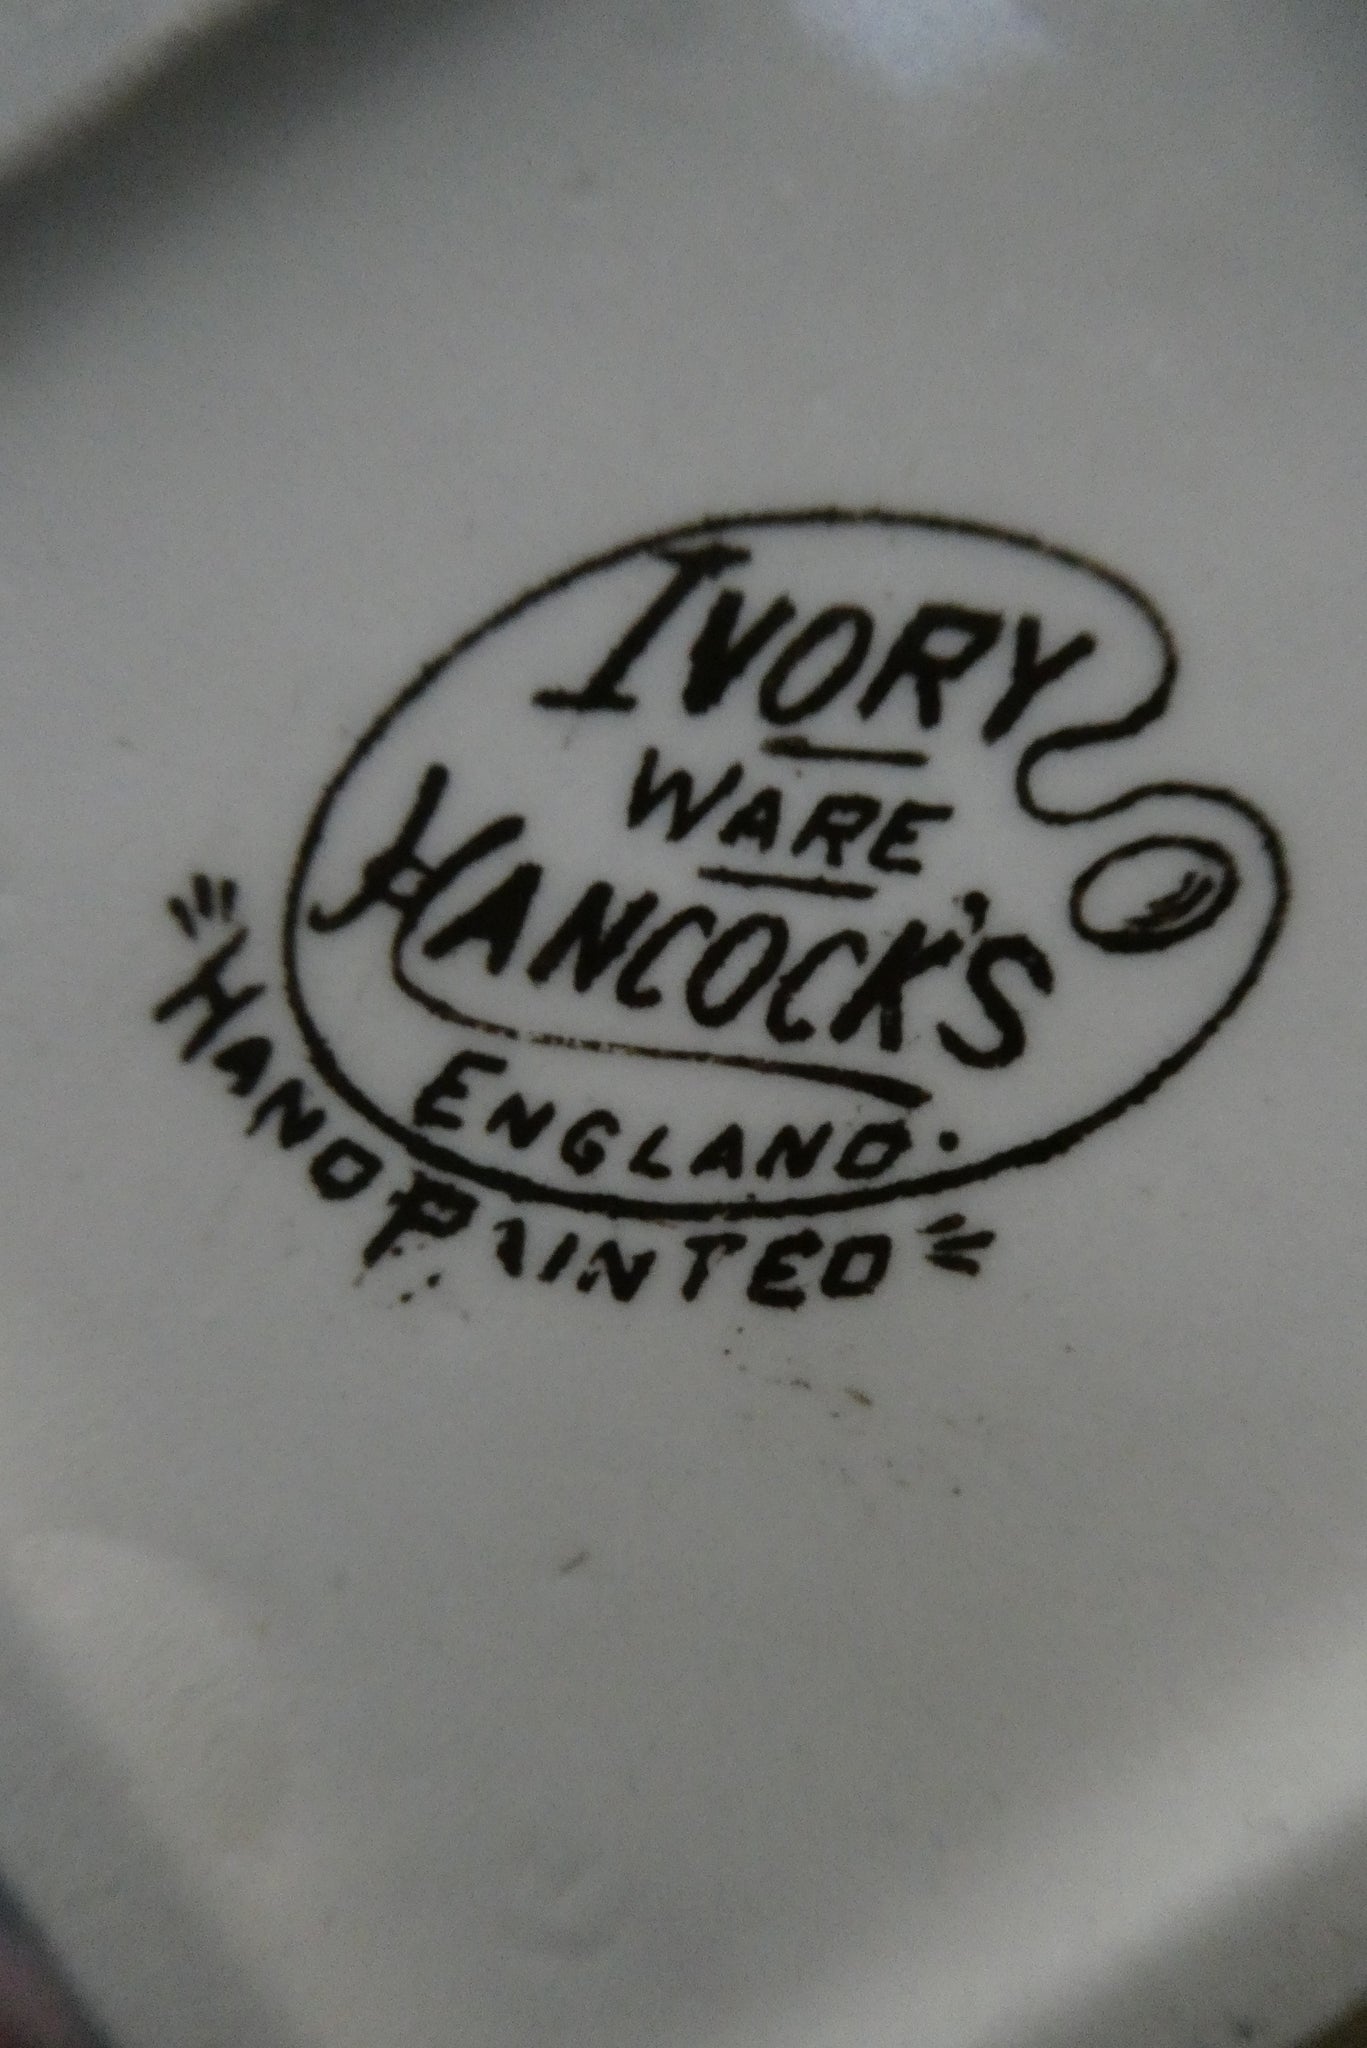 IVORY
WARE
HANCOCK'S
ENGLAND.
"HAND PAINTED"